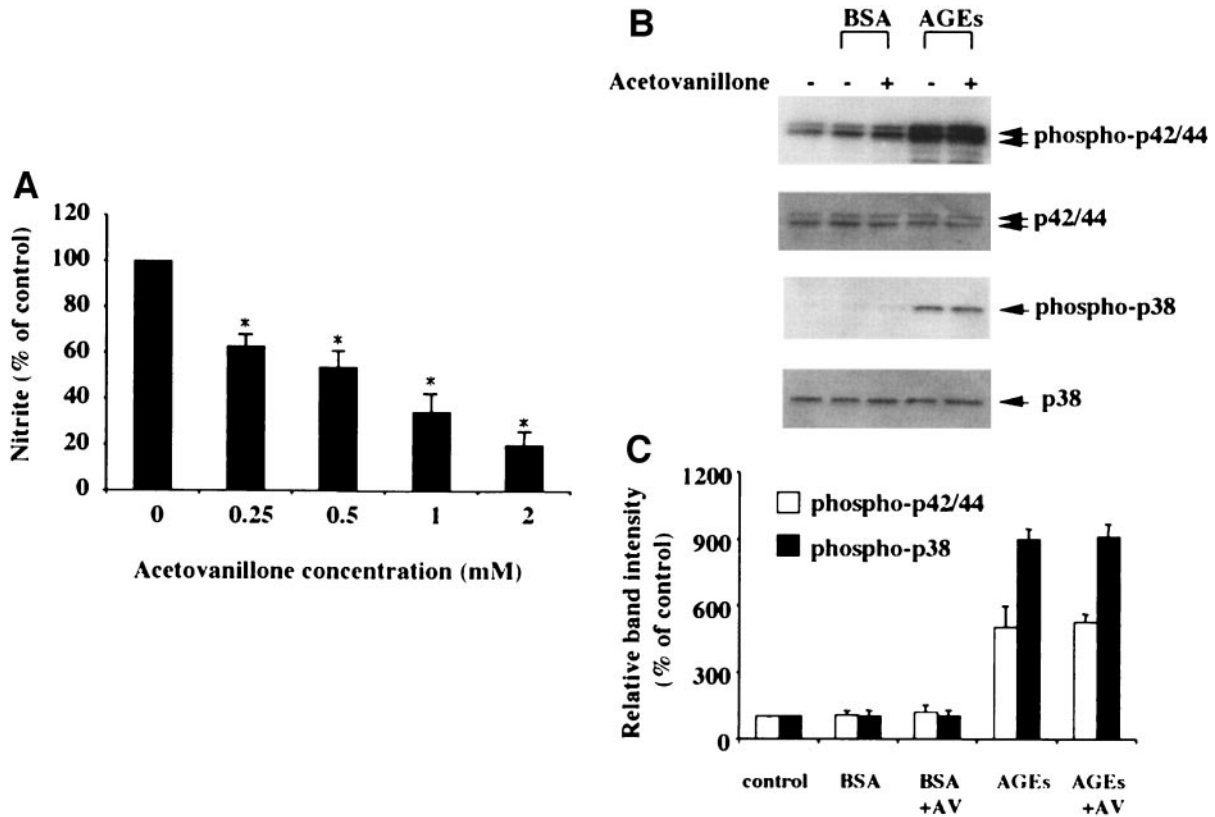 A
120
100
80
60
40
20
0
Nitrite (% of control)
* * * *
0 0.25 0.5 1 2
Acetovanillone concentration (mM)
B
BSA AGEs
Acetovanillone - - + - +
phospho-p42/44
p42/44
phospho-p38
p38
C
1200
900
600
300
0
Relative band intensity
(% of control)
phospho-p42/44
phospho-p38
control BSA BSA AGEs AGEs
+AV +AV